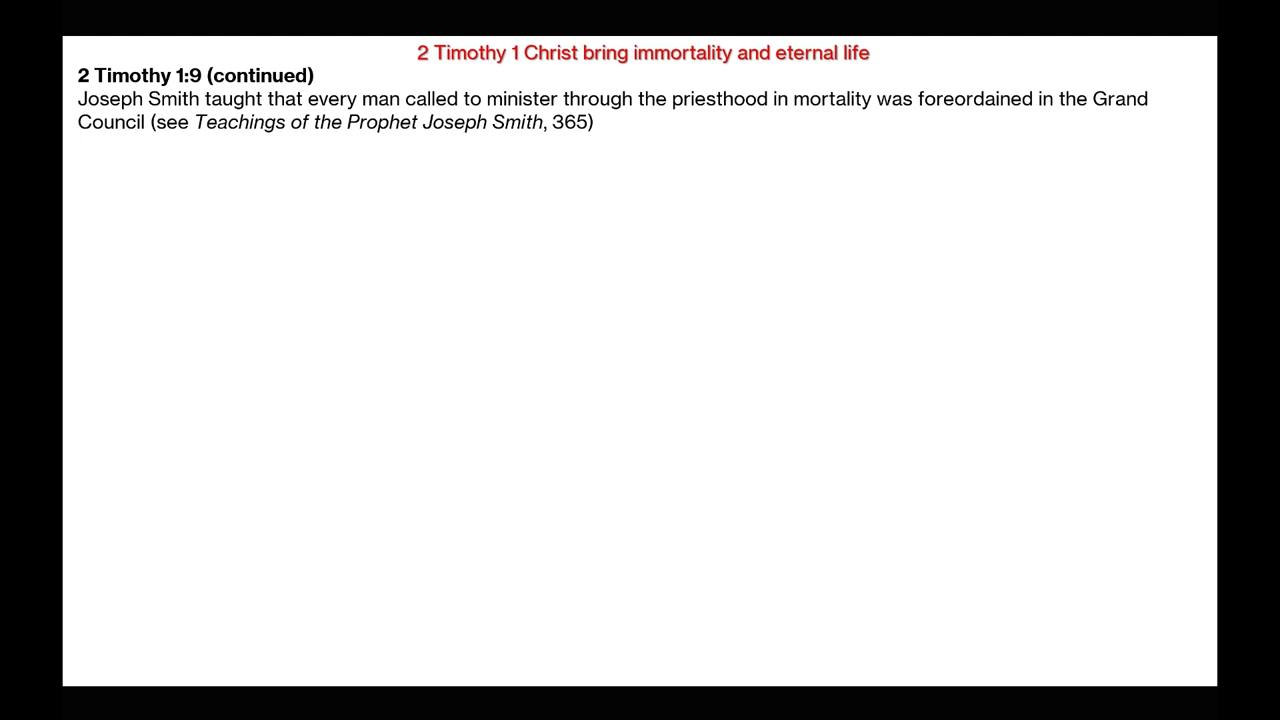 2 Timothy 1 Christ bring immortality and eternal life
2 Timothy 1:9 (continued)
Joseph Smith taught that every man called to minister through the priesthood in mortality was foreordained in the Grand
Council (see Teachings of the Prophet Joseph Smith, 365)